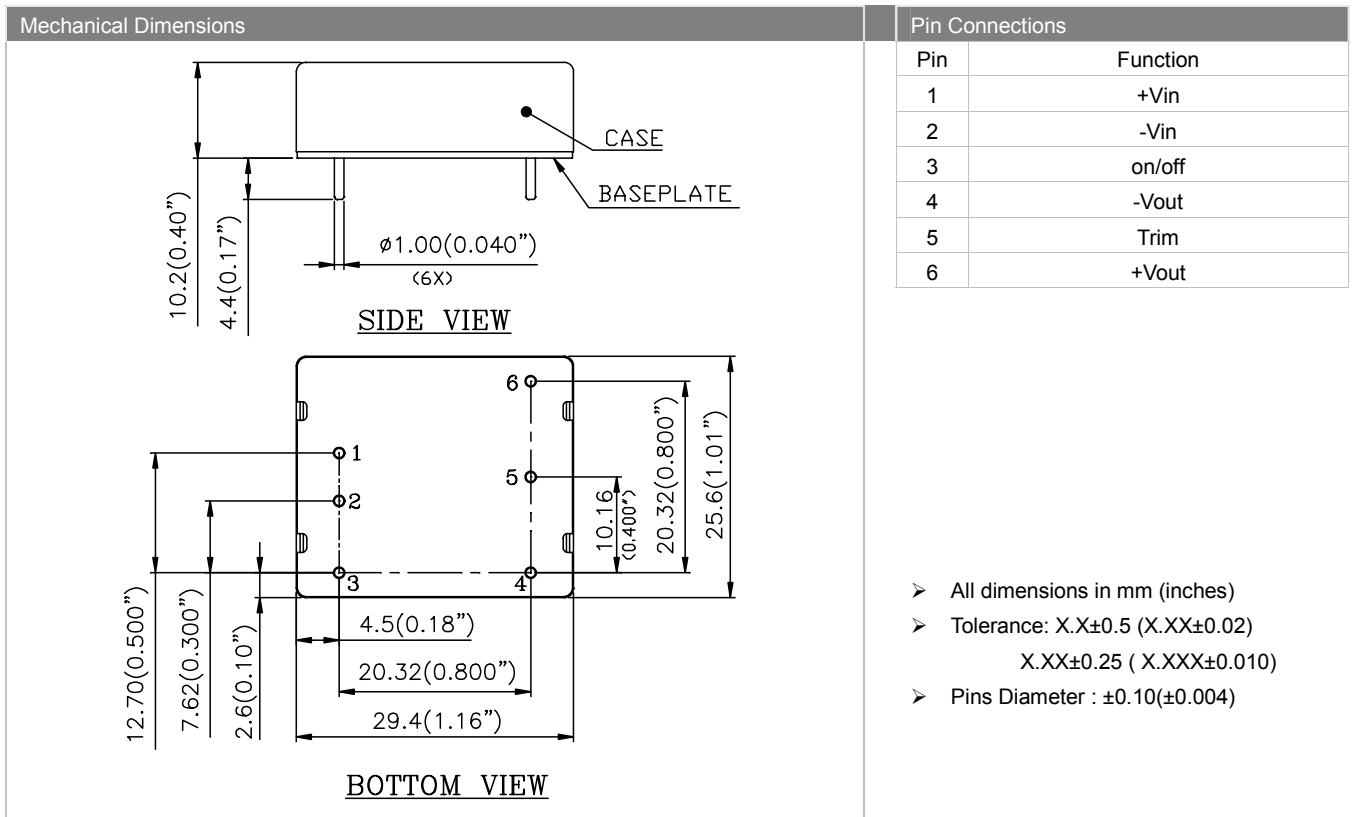 Mechanical Dimensions
CASE
BASEPLATE
10.2(0.40”)
4.4(0.17”)
ø1.00(0.040”)
(6X)
SIDE VIEW
6
1
5
2
3
4
10.16
(0.400”)
20.32(0.800”)
25.6(1.01”)
12.70(0.500”)
7.62(0.300”)
2.6(0.10”)
4.5(0.18”)
20.32(0.800”)
29.4(1.16”)
BOTTOM VIEW
Pin Connections
Pin Function
1 +Vin
2 -Vin
3 on/off
4 -Vout
5 Trim
6 +Vout
➢ All dimensions in mm (inches)
➢ Tolerance: X.X±0.5 (X.XX±0.02)
X.XX±0.25 ( X.XXX±0.010)
➢ Pins Diameter : ±0.10(±0.004)